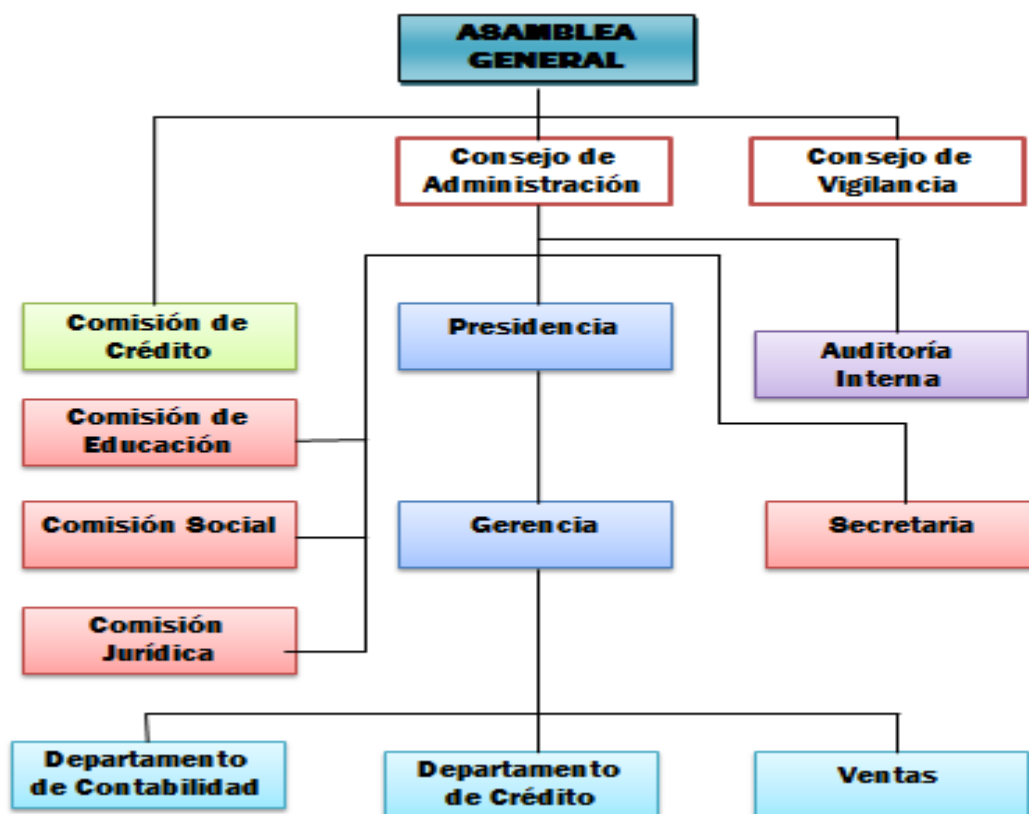 ASAMBLEA
GENERAL
Consejo de
Administración
Consejo de
Vigilancia
Comisión de
Crédito
Presidencia
Auditoría
Interna
Comisión de
Educación
Comisión Social
Gerencia
Secretaria
Comisión
Jurídica
Departamento
de Contabilidad
Departamento
de Crédito
Ventas